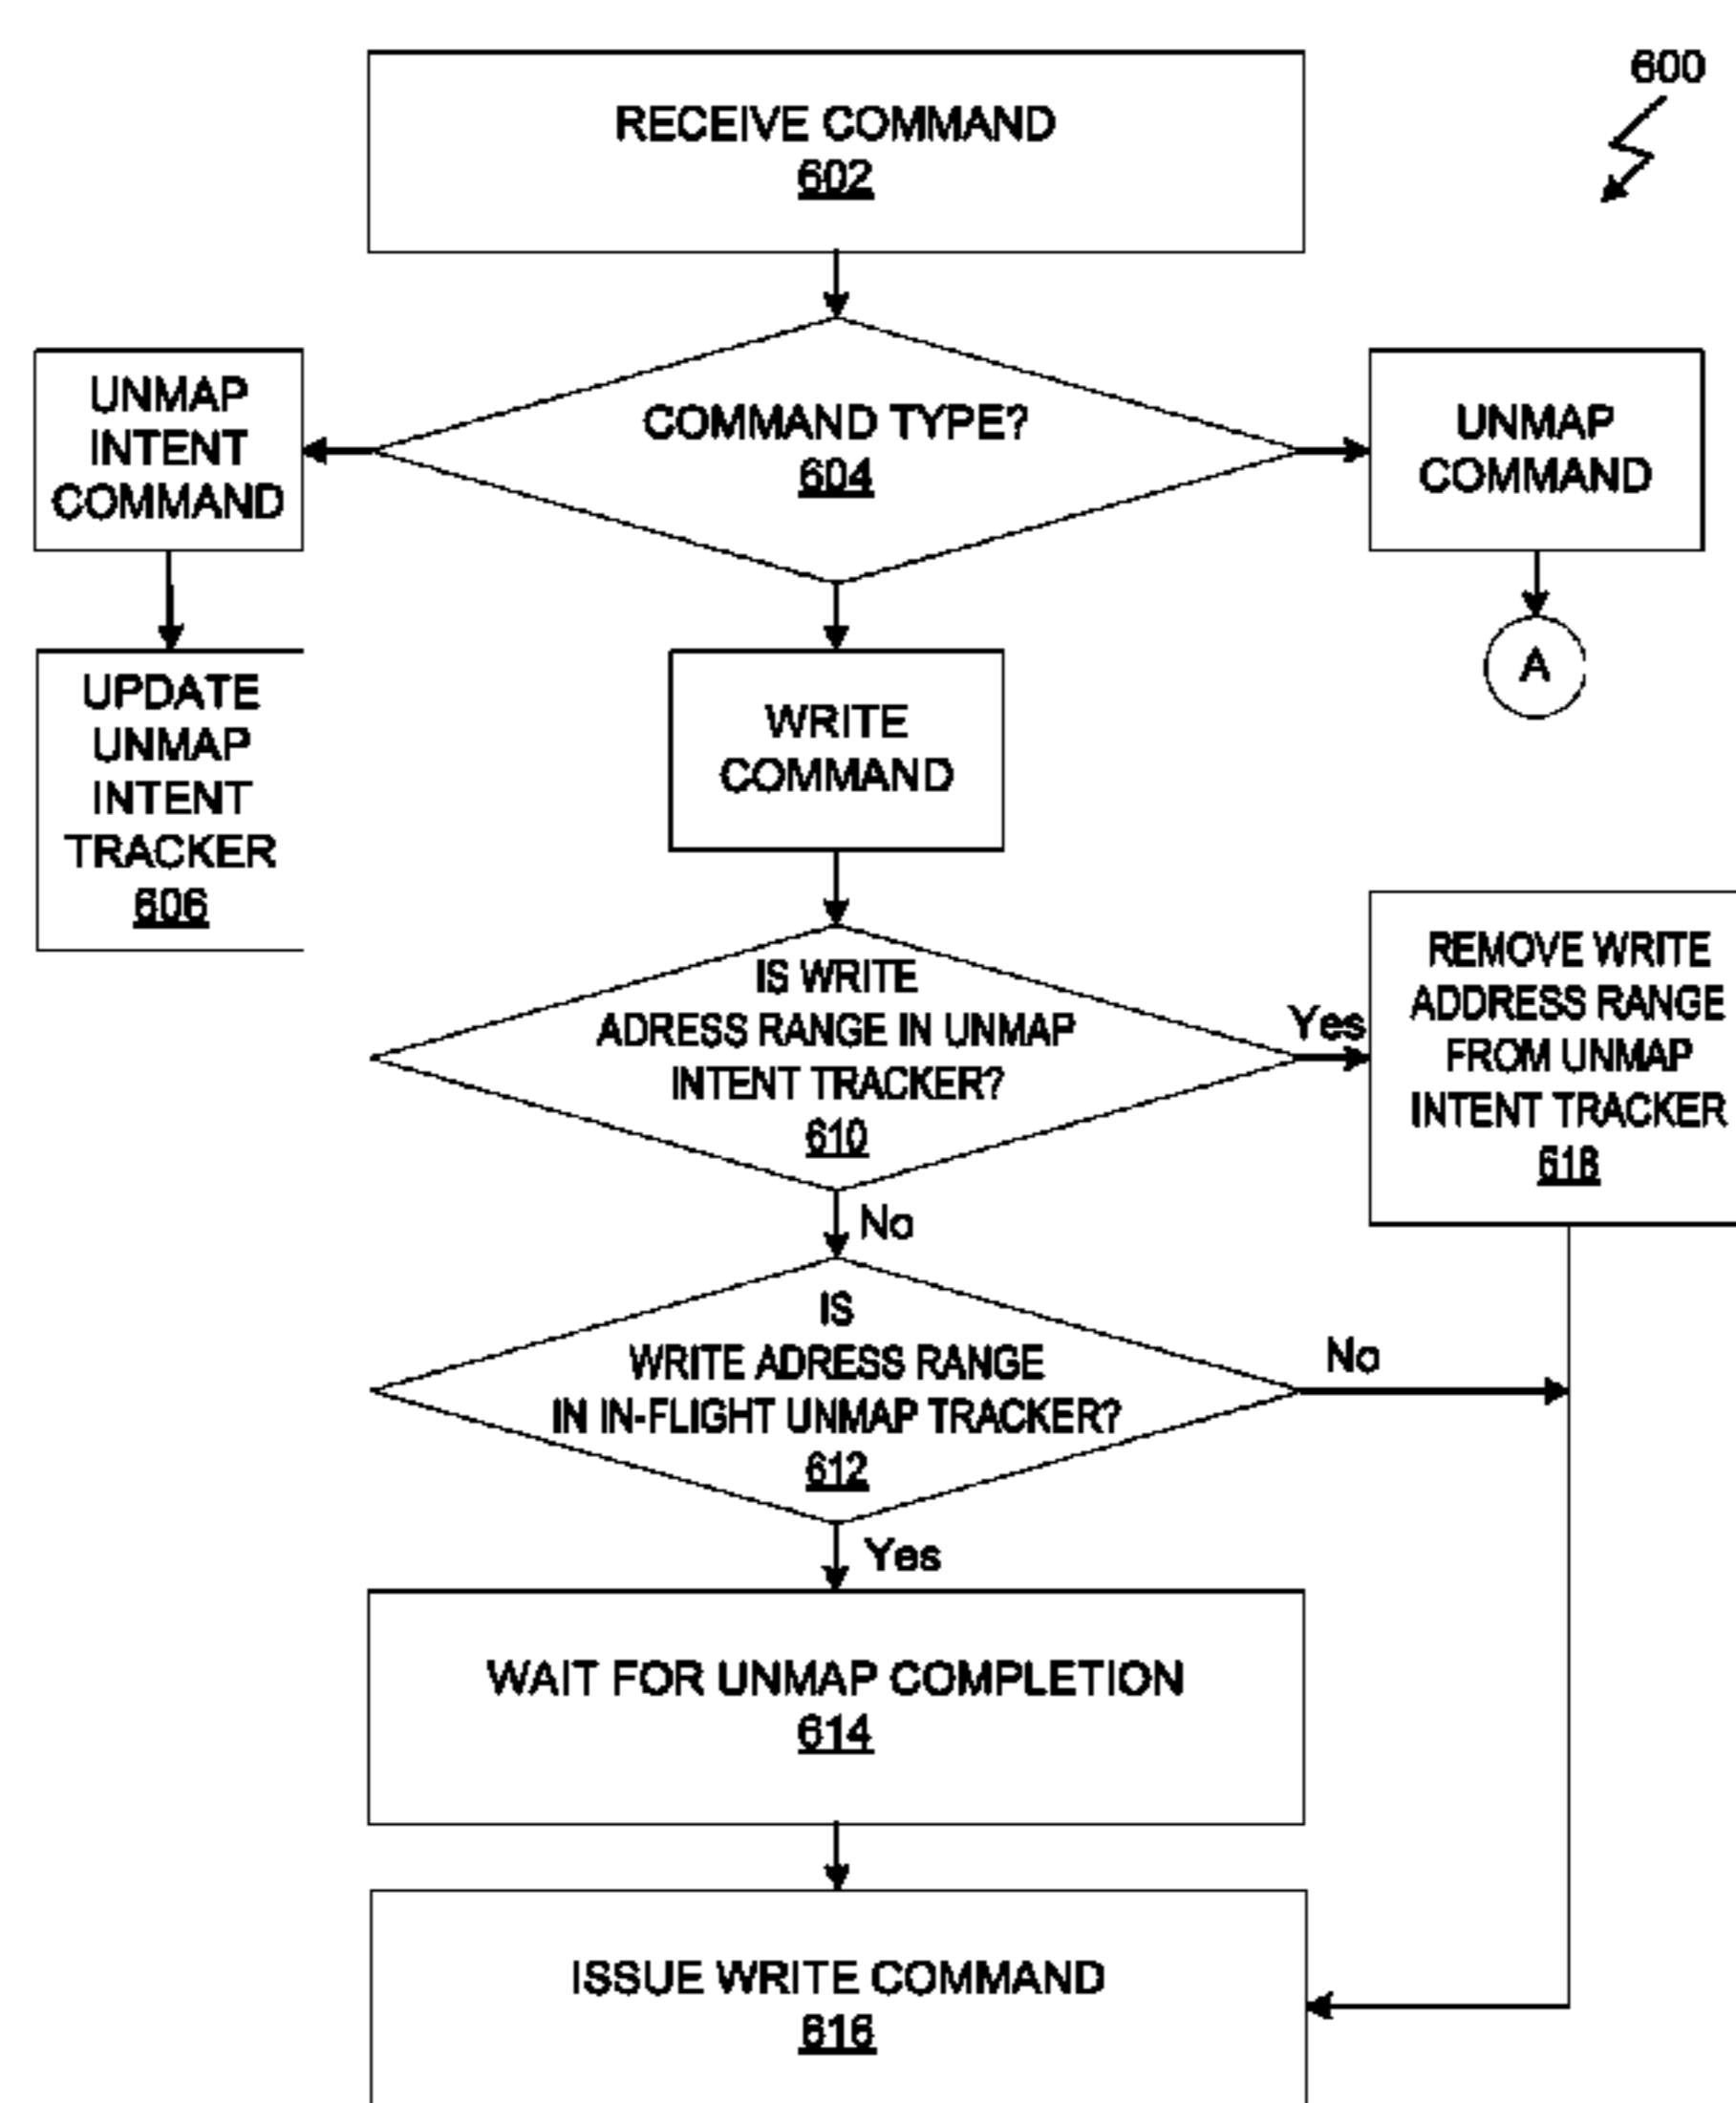 600
RECEIVE COMMAND
602
UNMAP
INTENT
COMMAND
COMMAND TYPE?
604
UNMAP
COMMAND
A
UPDATE
UNMAP
INTENT
TRACKER
606
WRITE
COMMAND
IS WRITE
ADRESS RANGE IN UNMAP
INTENT TRACKER?
610
Yes
REMOVE WRITE
ADDRESS RANGE
FROM UNMAP
INTENT TRACKER
618
No
IS
WRITE ADRESS RANGE
IN IN-FLIGHT UNMAP TRACKER?
612
No
Yes
WAIT FOR UNMAP COMPLETION
614
ISSUE WRITE COMMAND
616